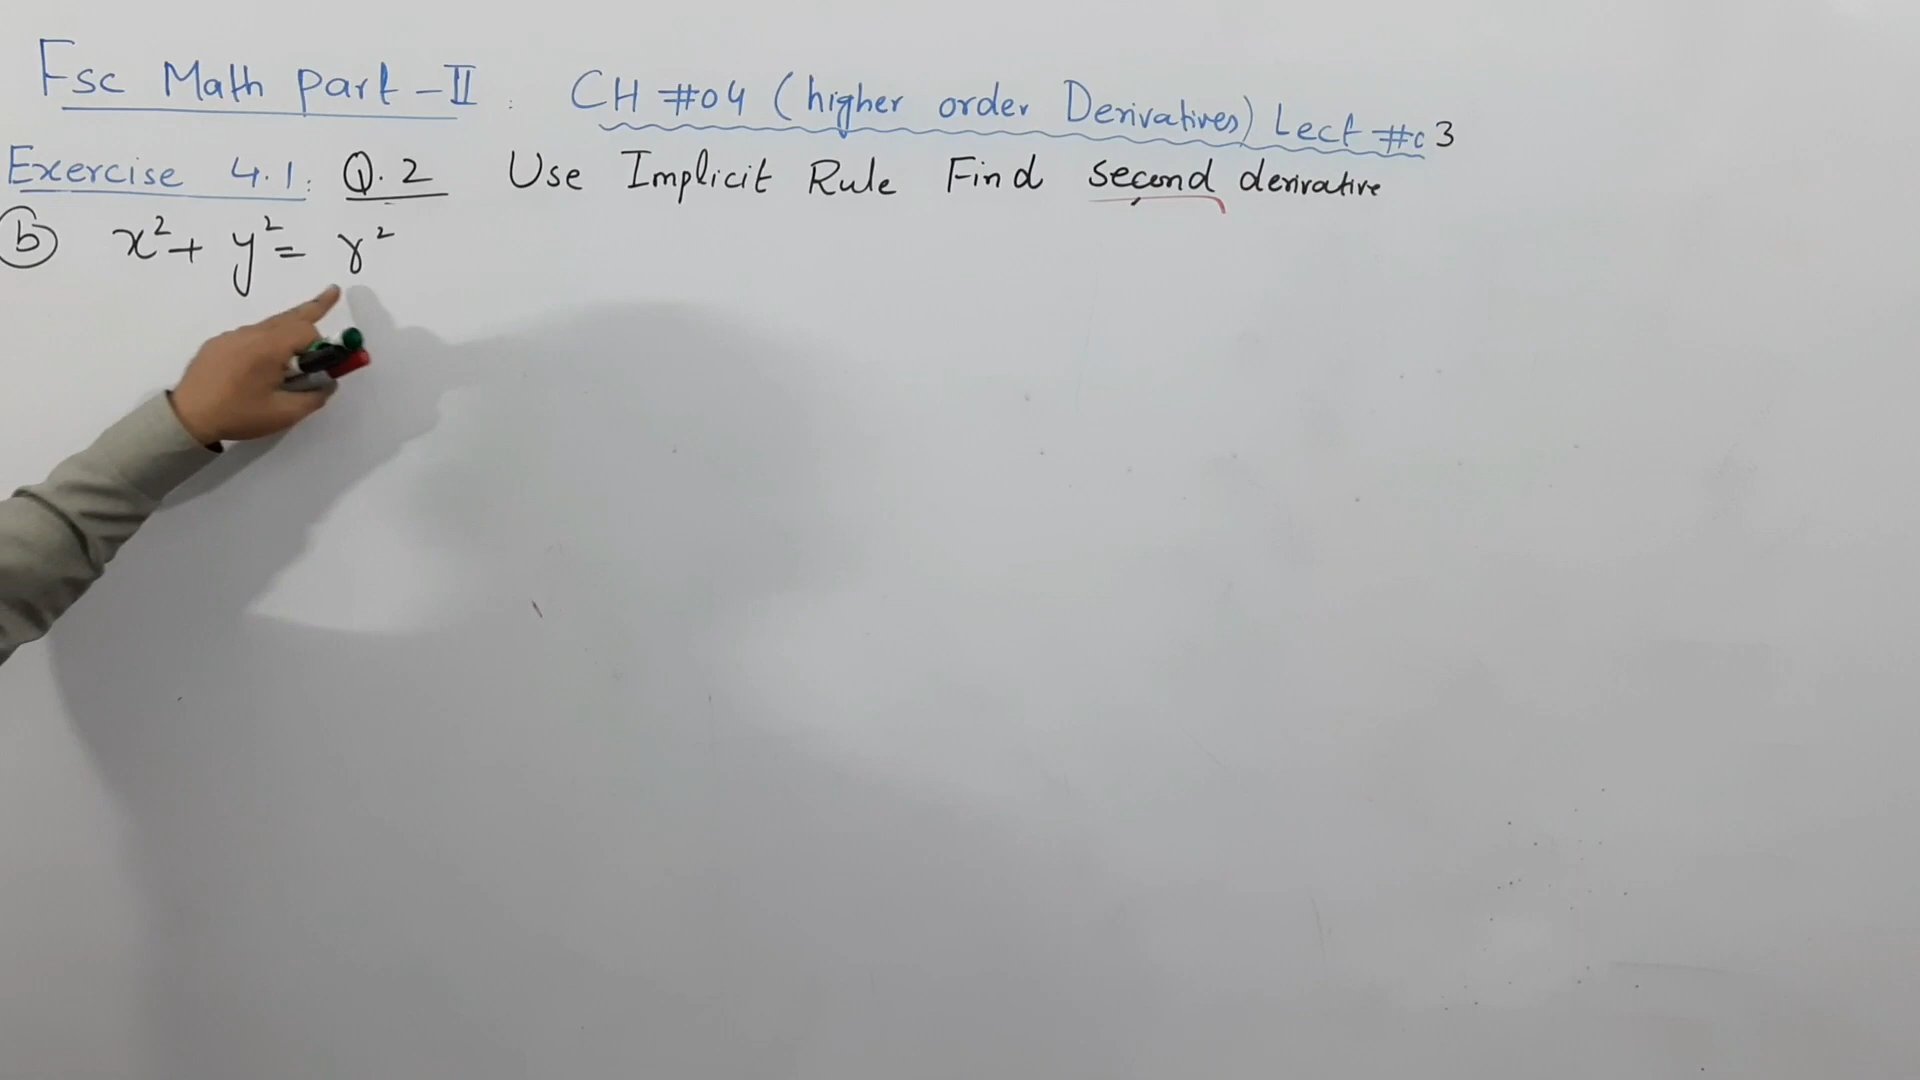 Fsc Math part-II : CH #04 (higher order Derivatives) Lect #03
Exercise 4.1: Q.2 Use Implicit Rule Find second derivative
(b) x² + y² = r²